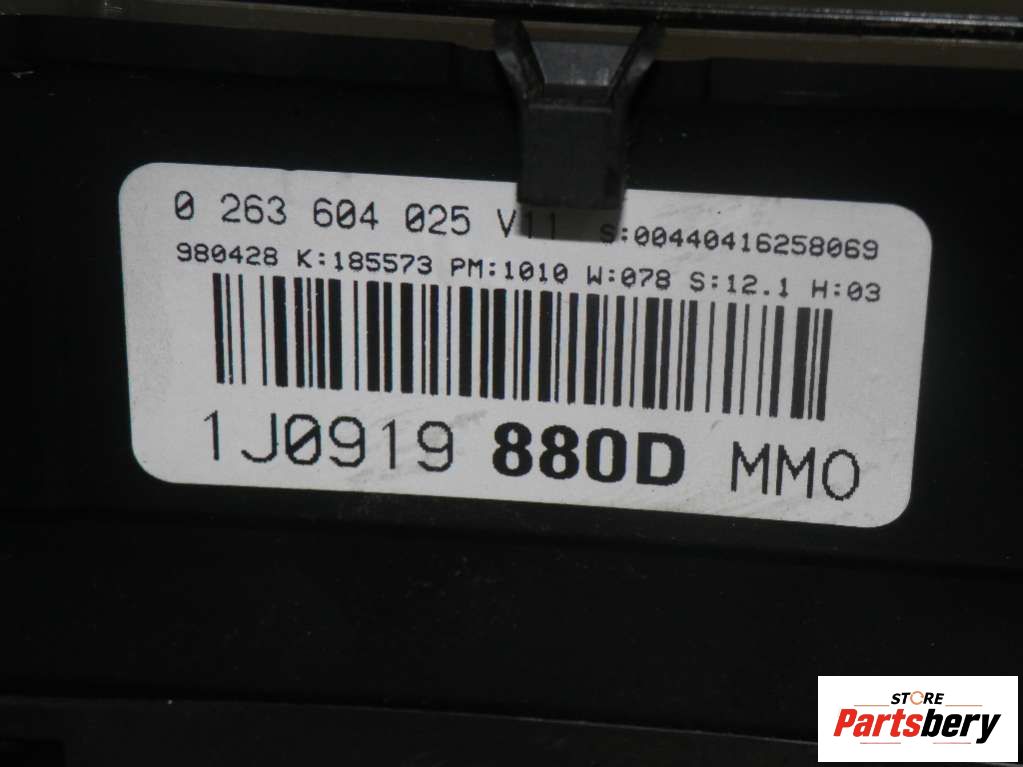 0 263 604 025 V11 S:00440416258069
980428 K:185573 PM:1010 W:078 S:12.1 H:03
1J0919 880D MMO
STORE
Partsbery